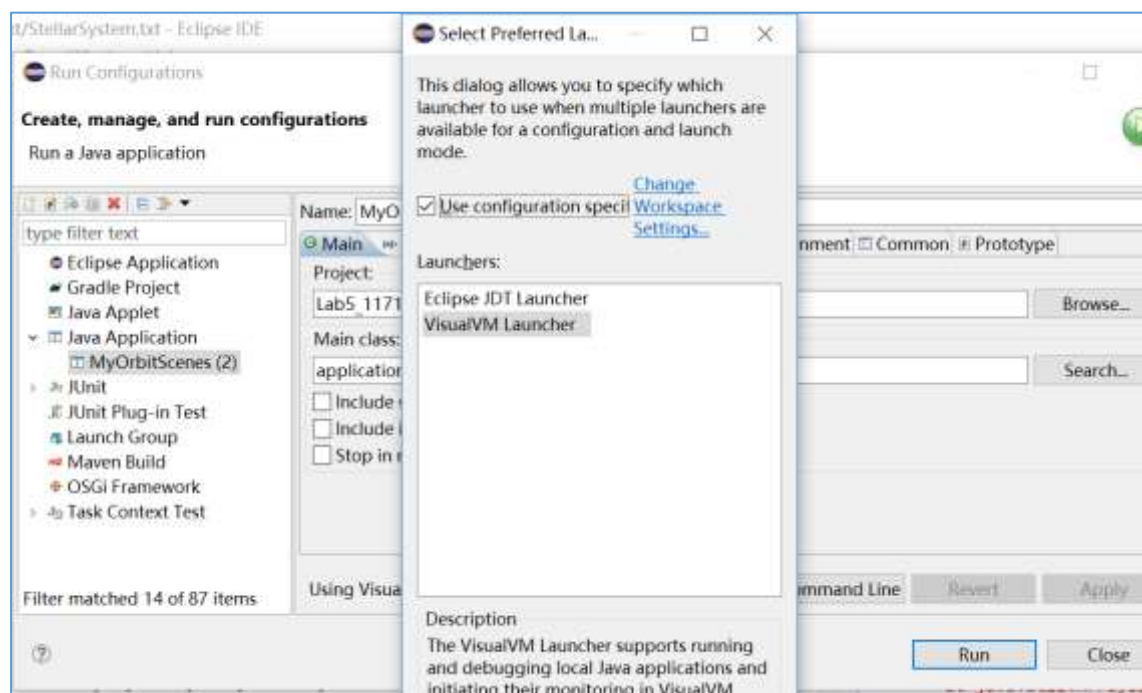 t/StellarSystem.txt - Eclipse IDE
Run Configurations
Create, manage, and run configurations
Run a Java application
type filter text
Eclipse Application
Gradle Project
Java Applet
Java Application
MyOrbitScenes (2)
JUnit
JUnit Plug-in Test
Launch Group
Maven Build
OSGi Framework
Task Context Test
Filter matched 14 of 87 items
Name: MyO
Main
nment Common Prototype
Project:
Lab5_1171
Browse...
Main class:
application
Search...
Include
Include i
Stop in
Using Visua
mmand Line Revert Apply
Run Close
Select Preferred La...
This dialog allows you to specify which
launcher to use when multiple launchers are
available for a configuration and launch
mode.
Use configuration specif
Change
Workspace
Settings...
Launchers:
Eclipse JDT Launcher
VisualVM Launcher
Description
The VisualVM Launcher supports running
and debugging local Java applications and
initiating their monitoring in VisualVM